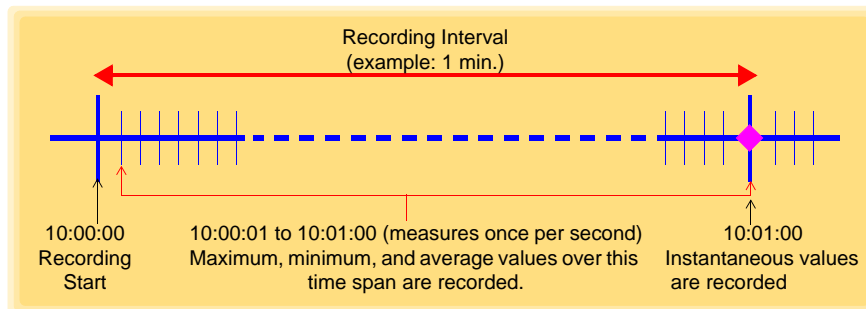 Recording Interval
(example: 1 min.)
10:00:00
Recording
Start
10:00:01 to 10:01:00 (measures once per second)
Maximum, minimum, and average values over this
time span are recorded.
10:01:00
Instantaneous values
are recorded